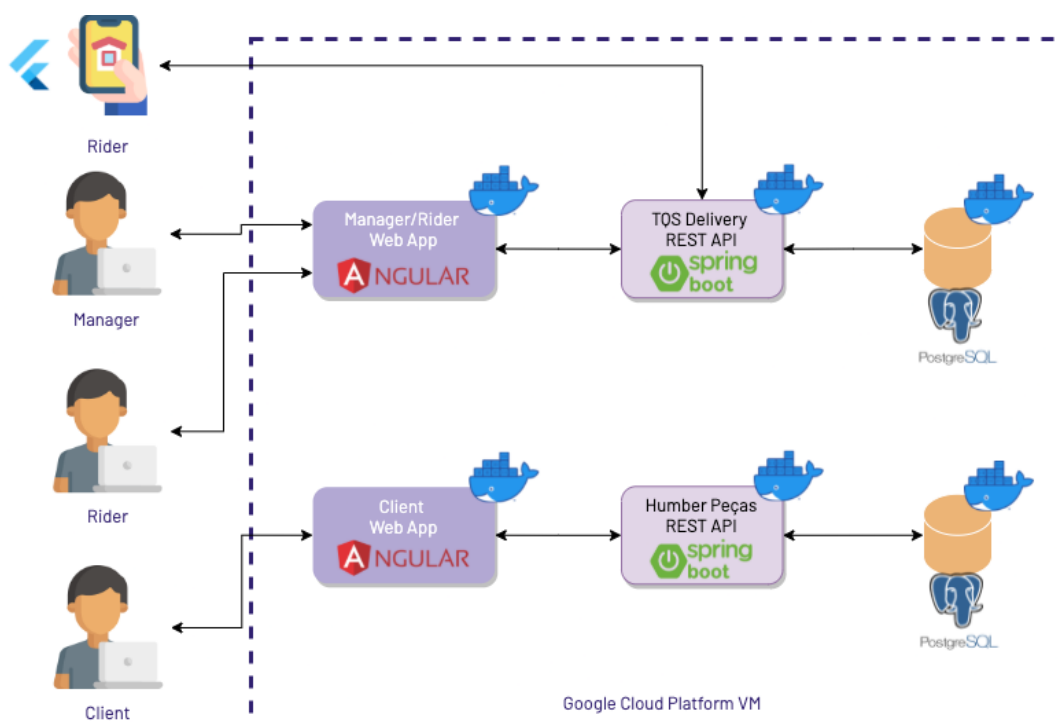 Rider
Manager
Rider
Client
Manager/Rider
Web App
ANGULAR
TQS Delivery
REST API
spring
boot
PostgreSQL
Client
Web App
ANGULAR
Humber Peças
REST API
spring
boot
PostgreSQL
Google Cloud Platform VM